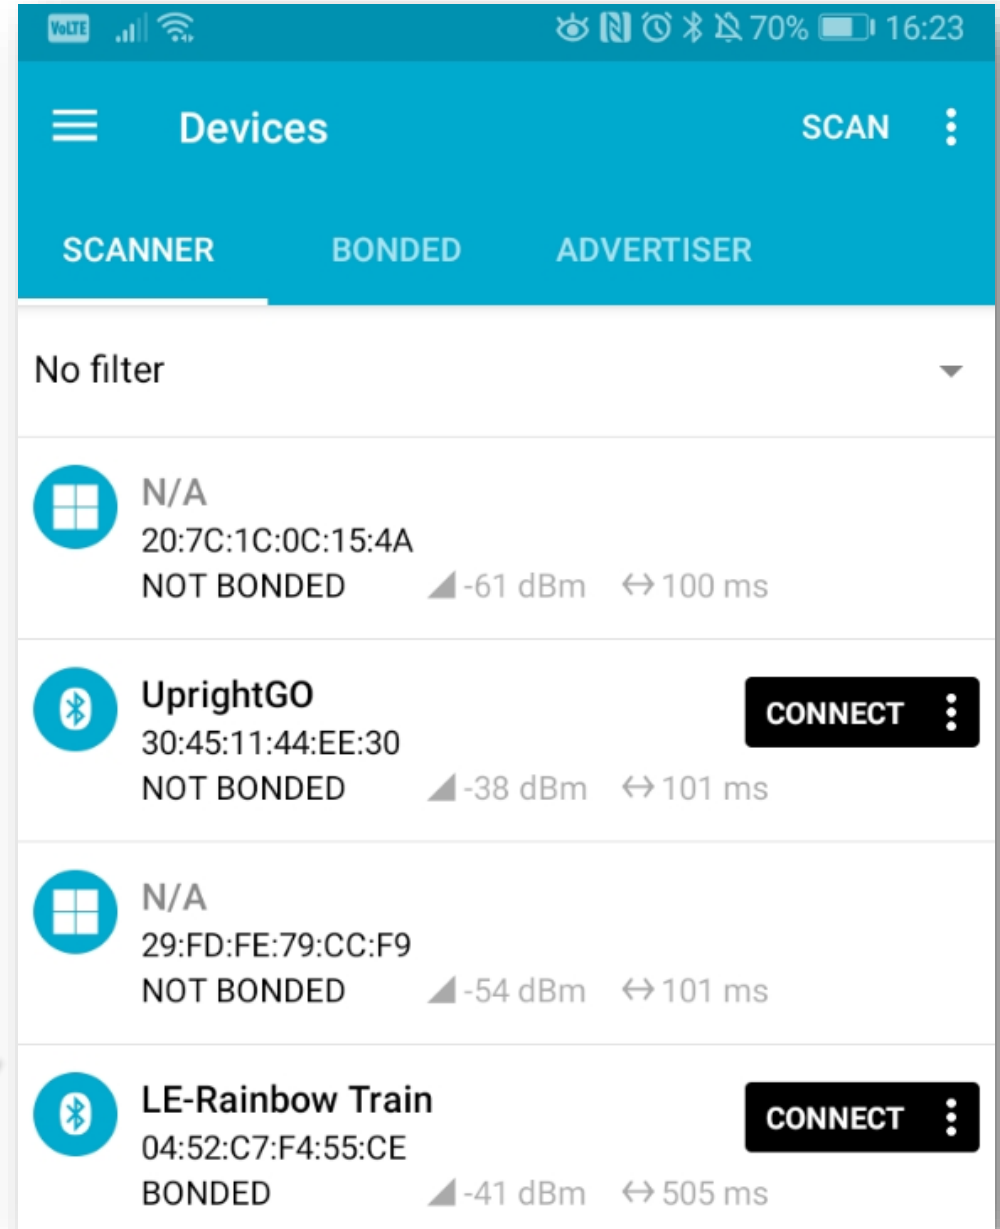 VoLTE 70% 16:23
Devices SCAN
SCANNER BONDED ADVERTISER
No filter
N/A
20:7C:1C:0C:15:4A
NOT BONDED -61 dBm 100 ms
UprightGO CONNECT
30:45:11:44:EE:30
NOT BONDED -38 dBm 101 ms
N/A
29:FD:FE:79:CC:F9
NOT BONDED -54 dBm 101 ms
LE-Rainbow Train CONNECT
04:52:C7:F4:55:CE
BONDED -41 dBm 505 ms